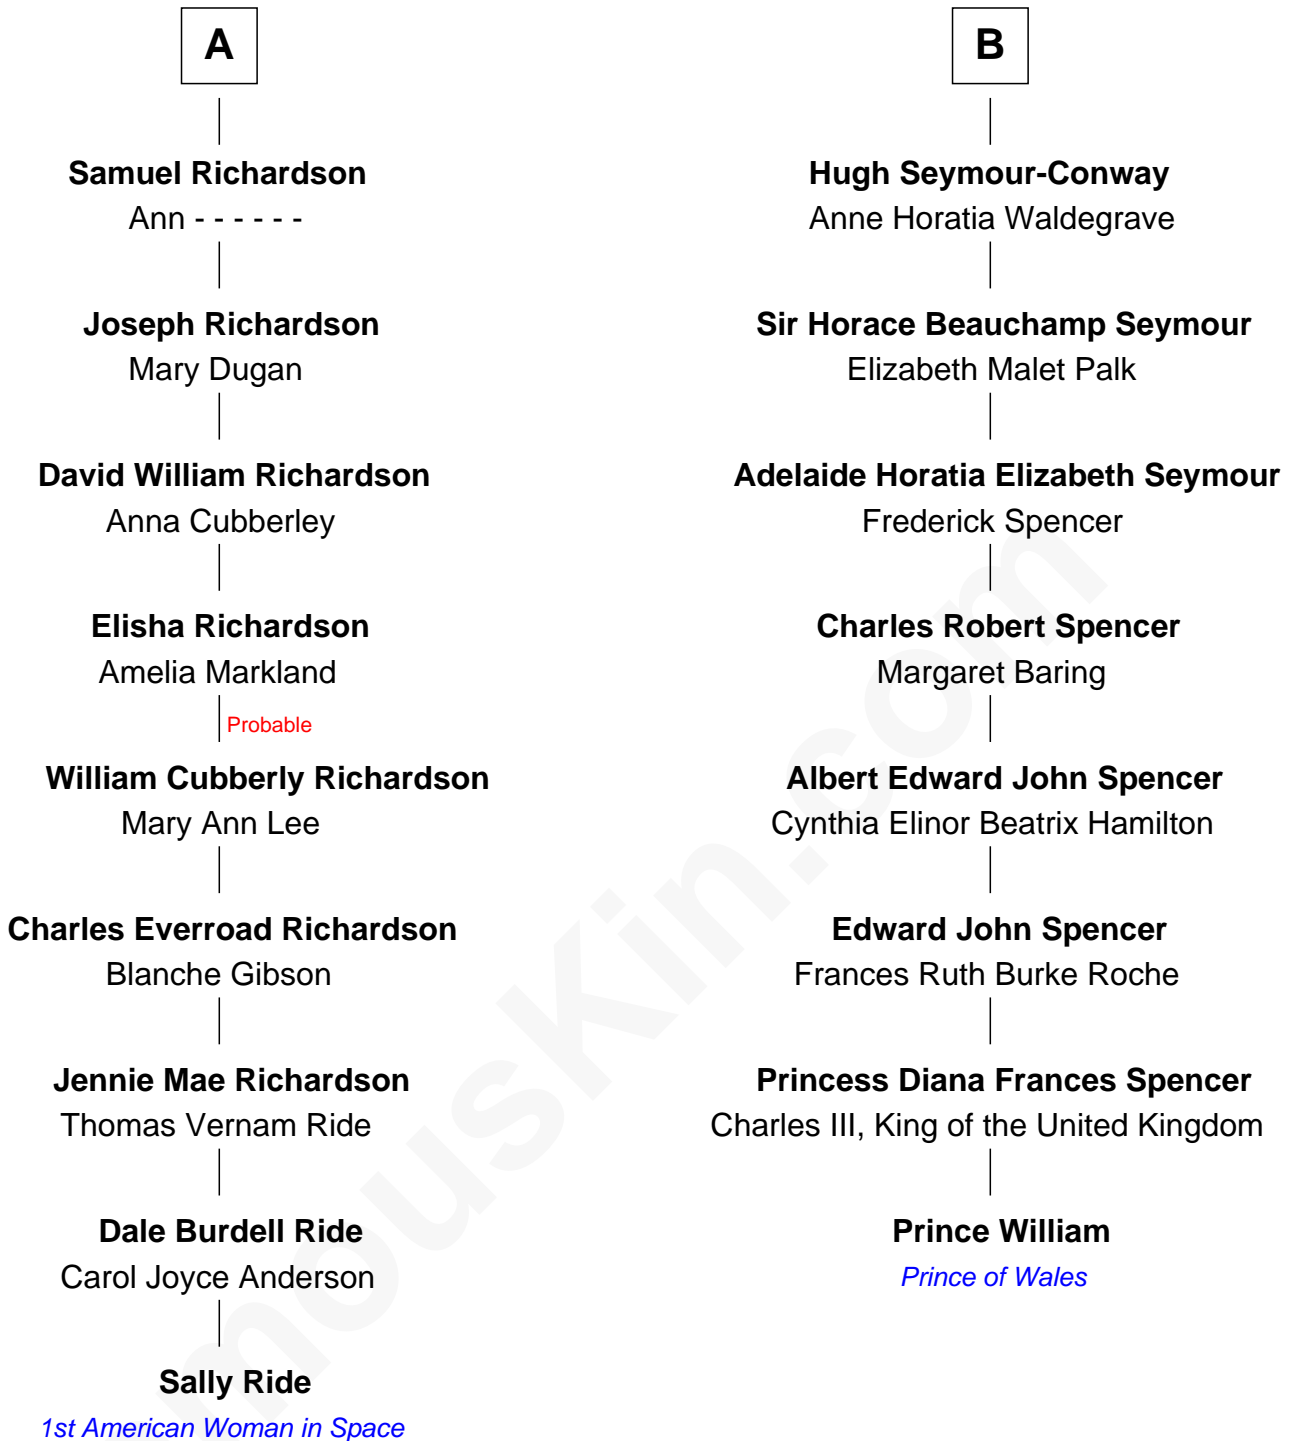 A
Samuel Richardson
Ann - - - - - -
Joseph Richardson
Mary Dugan
David William Richardson
Anna Cubberley
Elisha Richardson
Amelia Markland
Probable
William Cubberly Richardson
Mary Ann Lee
Charles Everroad Richardson
Blanche Gibson
Jennie Mae Richardson
Thomas Vernam Ride
Dale Burdell Ride
Carol Joyce Anderson
Sally Ride
1st American Woman in Space
B
Hugh Seymour-Conway
Anne Horatia Waldegrave
Sir Horace Beauchamp Seymour
Elizabeth Malet Palk
Adelaide Horatia Elizabeth Seymour
Frederick Spencer
Charles Robert Spencer
Margaret Baring
Albert Edward John Spencer
Cynthia Elinor Beatrix Hamilton
Edward John Spencer
Frances Ruth Burke Roche
Princess Diana Frances Spencer
Charles III, King of the United Kingdom
Prince William
Prince of Wales
mousKin.com